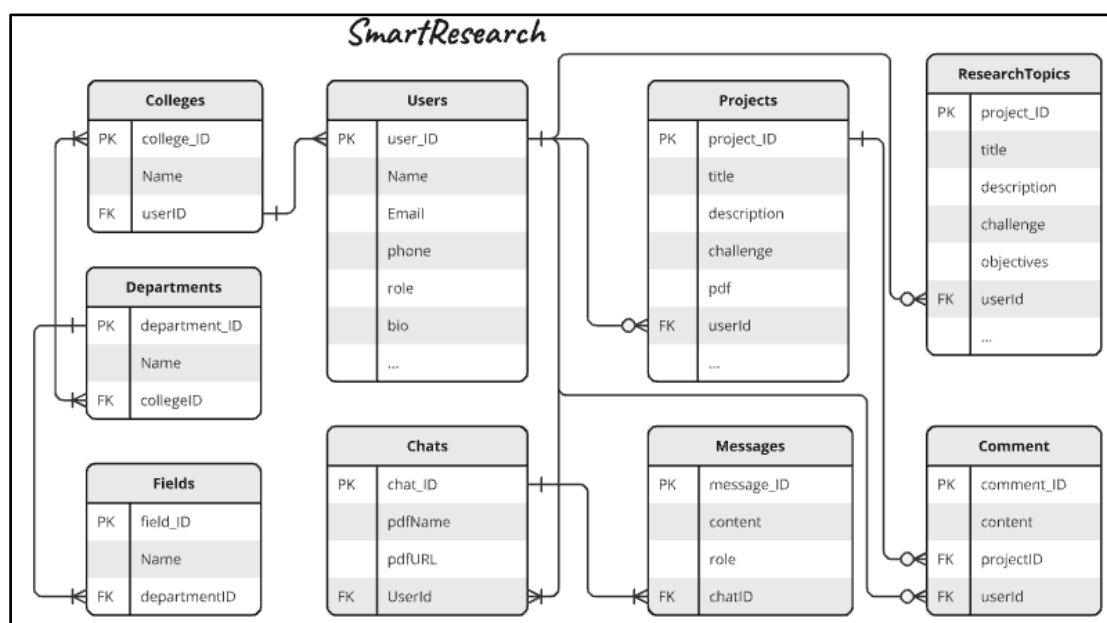 SmartResearch
Colleges
PK college_ID
Name
FK userID
Departments
PK department_ID
Name
FK collegeID
Fields
PK field_ID
Name
FK departmentID
Users
PK user_ID
Name
Email
phone
role
bio
...
Chats
PK chat_ID
pdfName
pdfURL
FK UserId
Projects
PK project_ID
title
description
challenge
pdf
FK userId
...
Messages
PK message_ID
content
role
FK chatID
ResearchTopics
PK project_ID
title
description
challenge
objectives
FK userId
...
Comment
PK comment_ID
content
FK projectID
FK userId